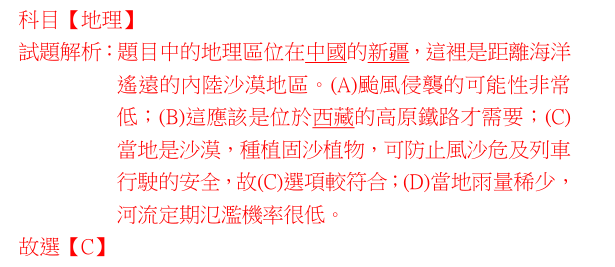 科目【地理】
試題解析：題目中的地理區位在中國的新疆，這裡是距離海洋
遙遠的內陸沙漠地區。(A)颱風侵襲的可能性非常
低；(B)這應該是位於西藏的高原鐵路才需要；(C)
當地是沙漠，種植固沙植物，可防止風沙危及列車
行駛的安全，故(C)選項較符合；(D)當地雨量稀少，
河流定期氾濫機率很低。
故選【C】